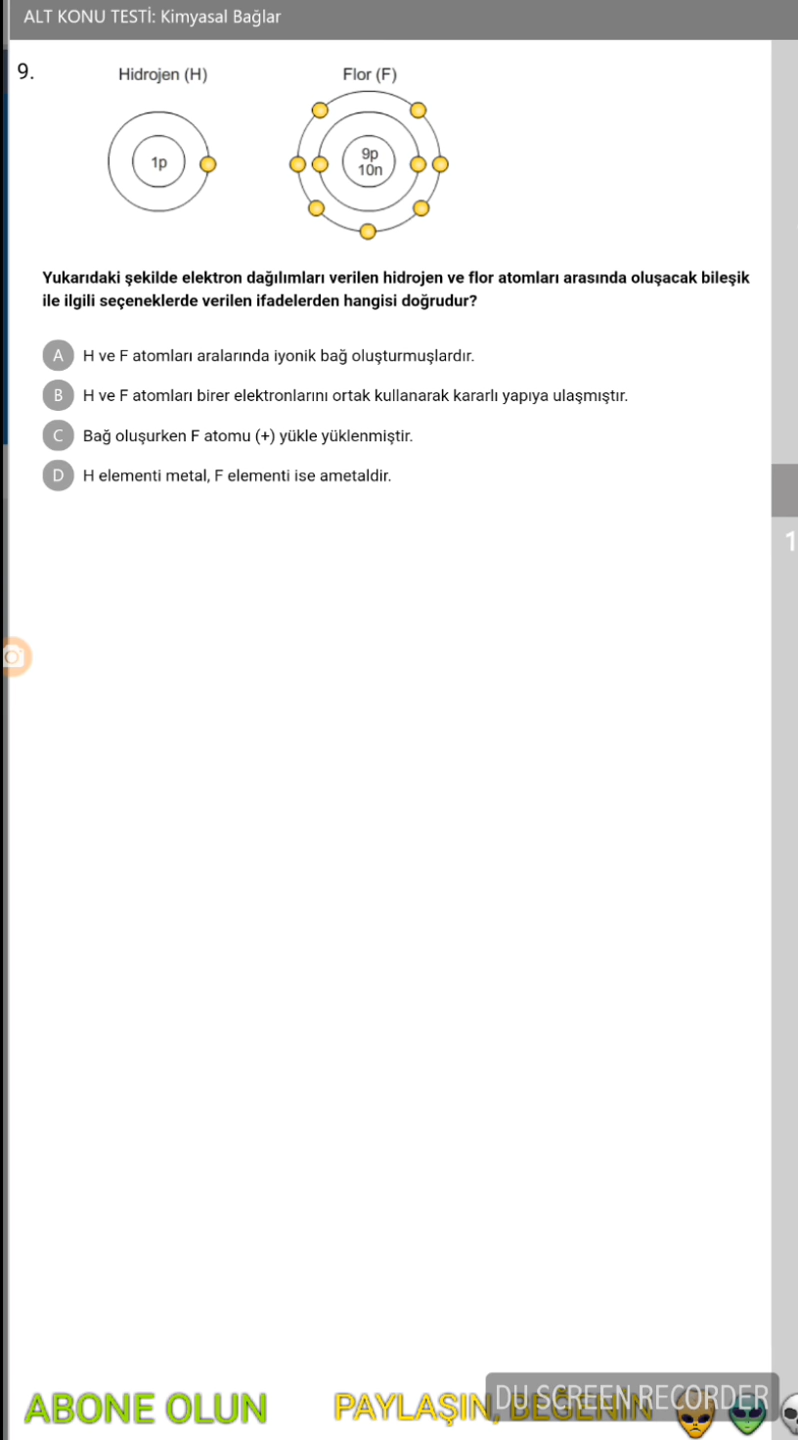 ALT KONU TESTİ: Kimyasal Bağlar
9.
Hidrojen (H)
Flor (F)
1p
9p
10n
Yukarıdaki şekilde elektron dağılımları verilen hidrojen ve flor atomları arasında oluşacak bileşik
ile ilgili seçeneklerde verilen ifadelerden hangisi doğrudur?
A H ve F atomları aralarında iyonik bağ oluşturmuşlardır.
B H ve F atomları birer elektronlarını ortak kullanarak kararlı yapıya ulaşmıştır.
C Bağ oluşurken F atomu (+) yükle yüklenmiştir.
D H elementi metal, F elementi ise ametaldir.
1
ABONE OLUN PAYLAŞIN, BEĞENİN
DU SCREEN RECORDER